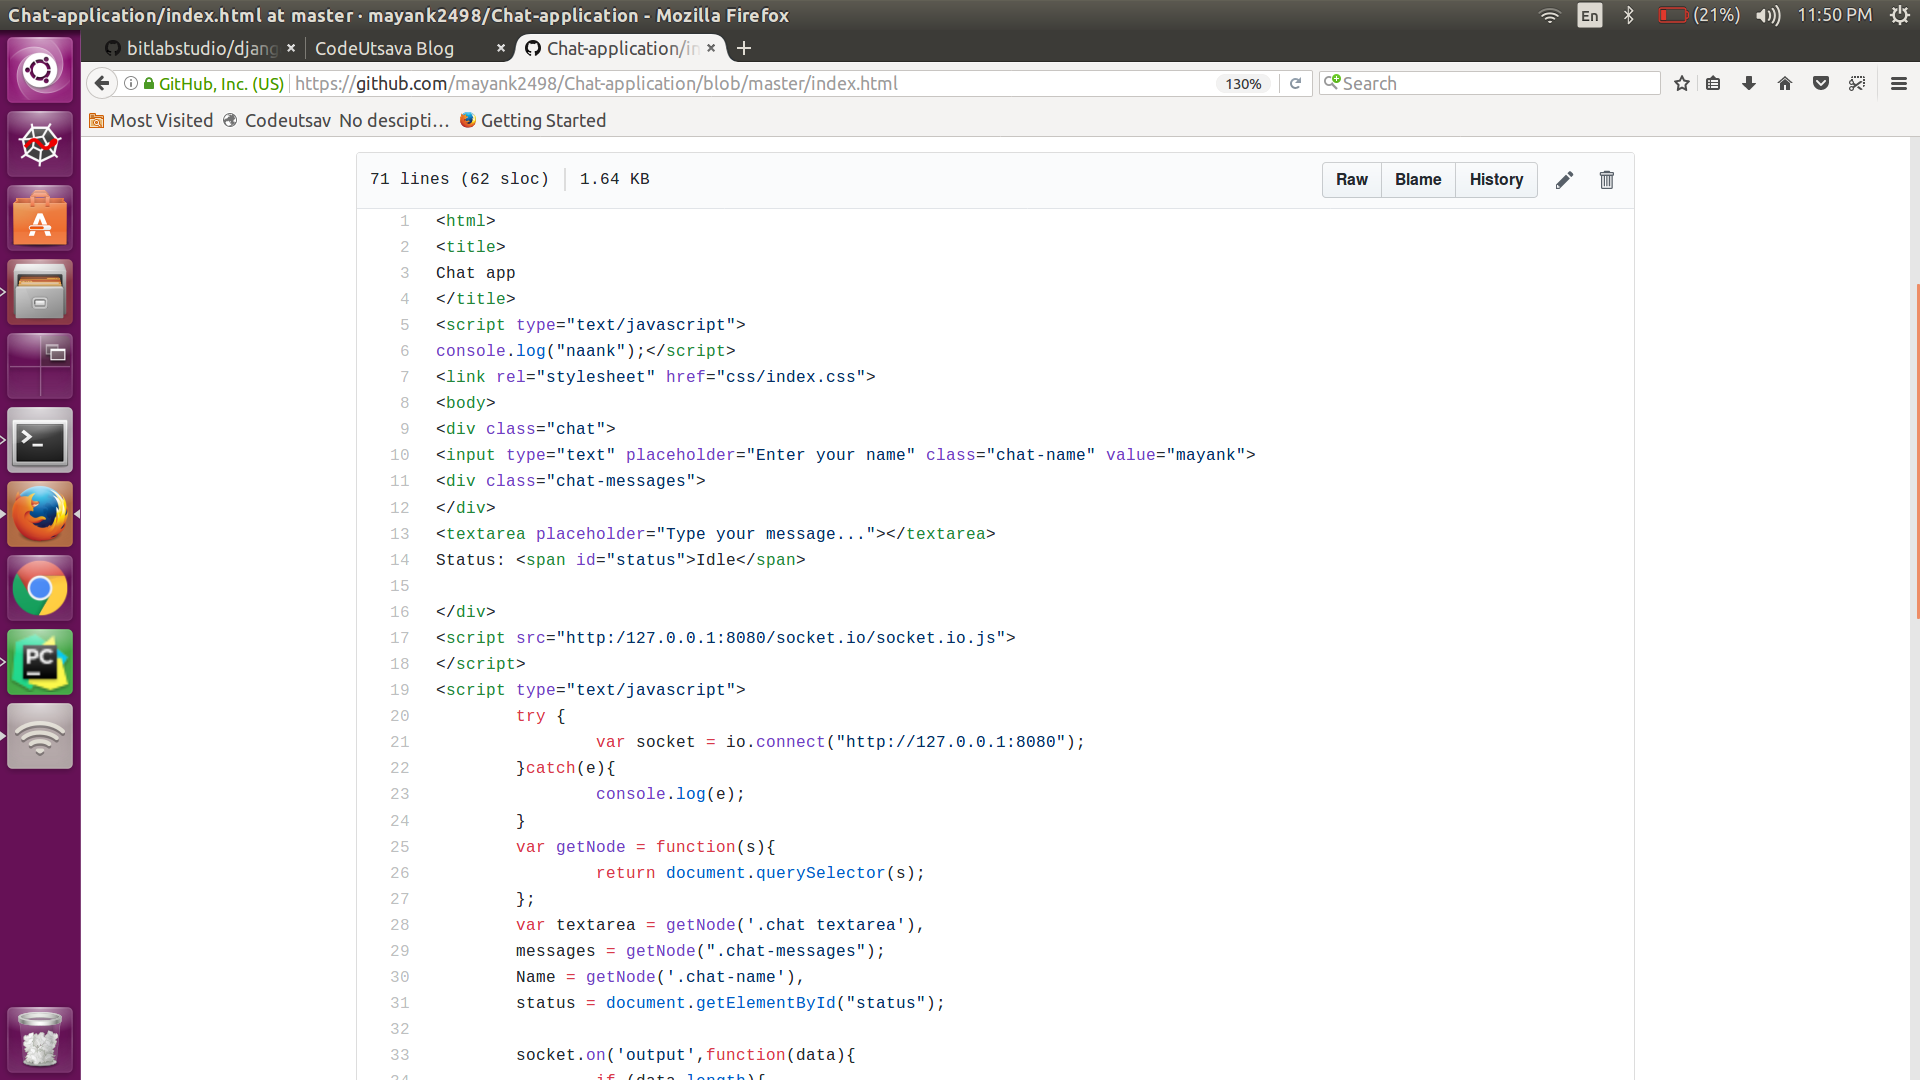 Chat-application/index.html at master · mayank2498/Chat-application - Mozilla Firefox
En
(21%)
11:50 PM
bitlabstudio/djang
CodeUtsava Blog
Chat-application/in
GitHub, Inc. (US)
https://github.com/mayank2498/Chat-application/blob/master/index.html
130%
Search
Most Visited
Codeutsav
No descipti...
Getting Started
71 lines (62 sloc)
1.64 KB
Raw
Blame
History
1 <html>
2 <title>
3 Chat app
4 </title>
5 <script type="text/javascript">
6 console.log("naank");</script>
7 <link rel="stylesheet" href="css/index.css">
8 <body>
9 <div class="chat">
10 <input type="text" placeholder="Enter your name" class="chat-name" value="mayank">
11 <div class="chat-messages">
12 </div>
13 <textarea placeholder="Type your message..."></textarea>
14 Status: <span id="status">Idle</span>
15
16 </div>
17 <script src="http:/127.0.0.1:8080/socket.io/socket.io.js">
18 </script>
19 <script type="text/javascript">
20 try {
21 var socket = io.connect("http://127.0.0.1:8080");
22 }catch(e){
23 console.log(e);
24 }
25 var getNode = function(s){
26 return document.querySelector(s);
27 };
28 var textarea = getNode('.chat textarea'),
29 messages = getNode(".chat-messages");
30 Name = getNode('.chat-name'),
31 status = document.getElementById("status");
32
33 socket.on('output',function(data){
34 if (data.length){
A
>_
PC